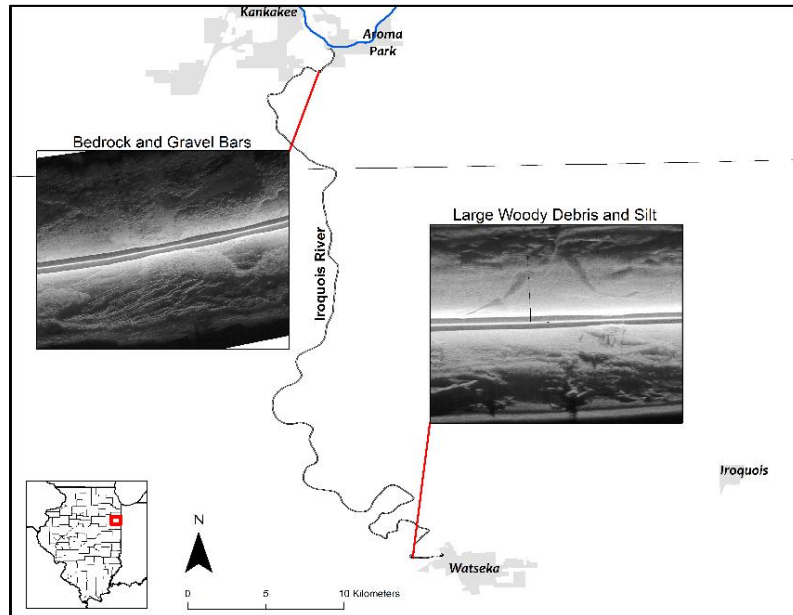 Kankakee
Aroma
Park
Bedrock and Gravel Bars
Large Woody Debris and Silt
Iroquois River
Iroquois
N
Watseka
0 5 10 Kilometers